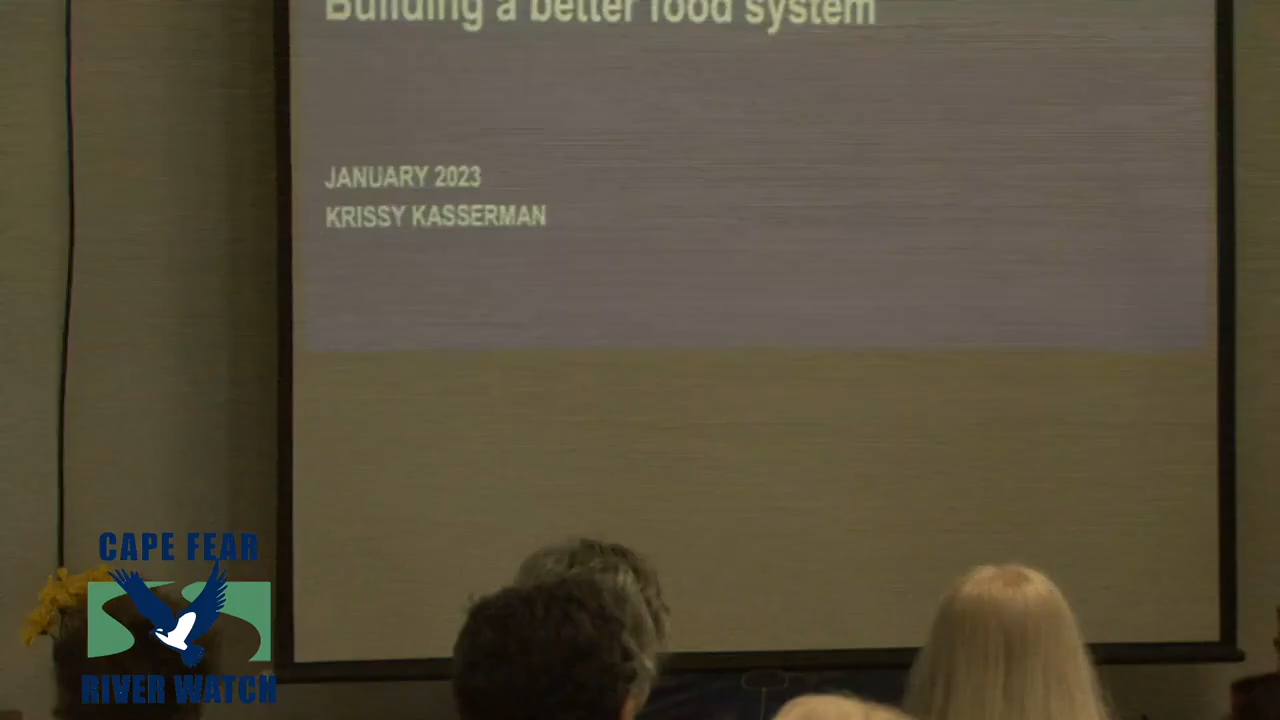 Building a better food system
JANUARY 2023
KRISSY KASSERMAN
CAPE FEAR
RIVER WATCH